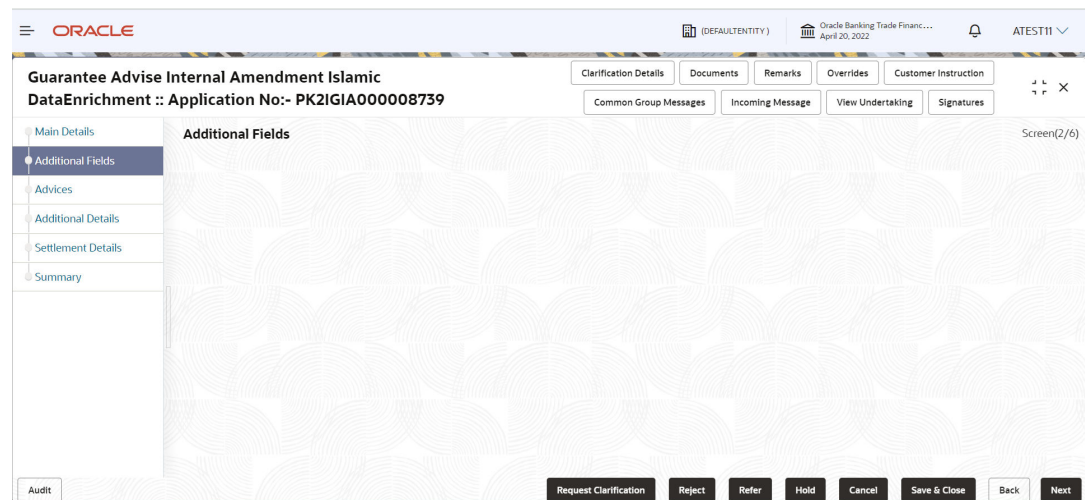 ORACLE
(DEFAULTENTITY)
Oracle Banking Trade Financ...
April 20, 2022
ATEST11
Guarantee Advise Internal Amendment Islamic
DataEnrichment :: Application No:- PK2IGIA000008739
Clarification Details
Documents
Remarks
Overrides
Customer Instruction
Common Group Messages
Incoming Message
View Undertaking
Signatures
Main Details
Additional Fields
Advices
Additional Details
Settlement Details
Summary
Additional Fields
Screen(2/6)
Audit
Request Clarification
Reject
Refer
Hold
Cancel
Save & Close
Back
Next